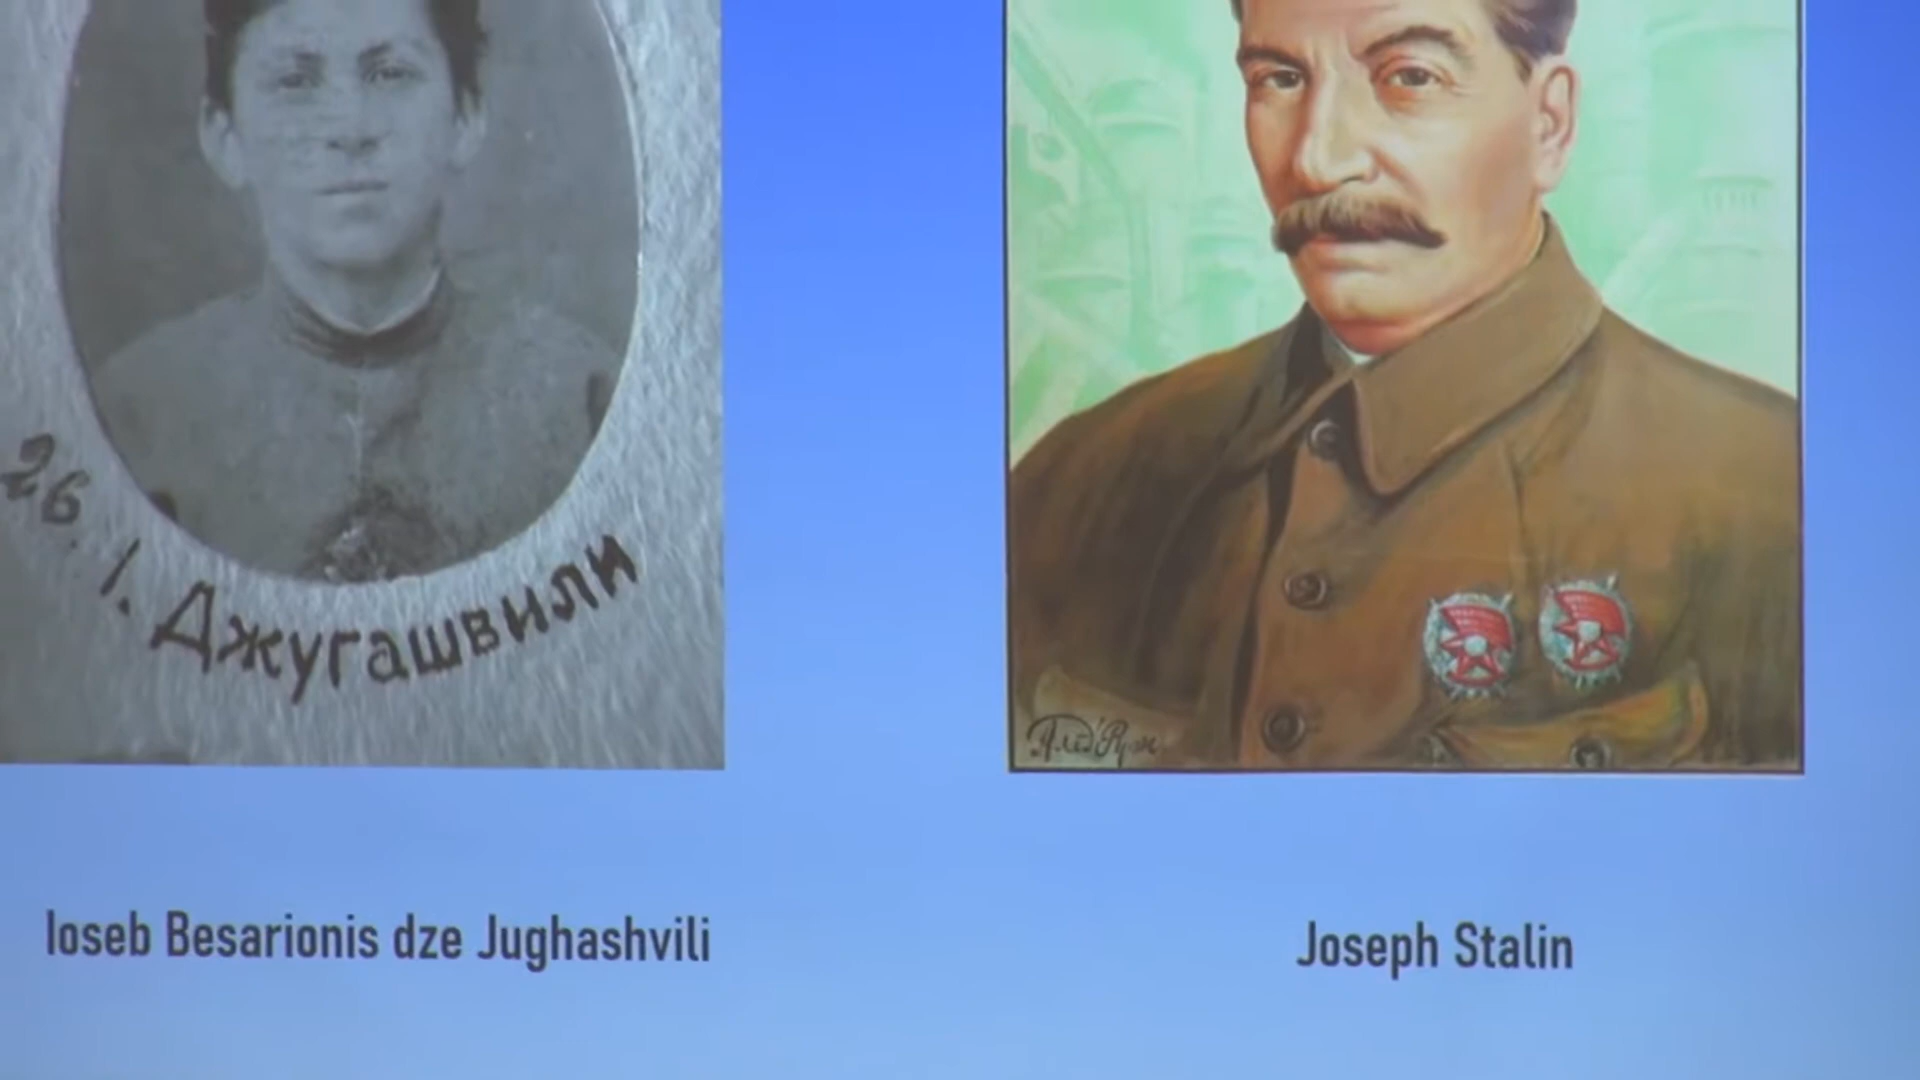 26.
I. Джугашвили
Ioseb Besarionis dze Jughashvili
Joseph Stalin